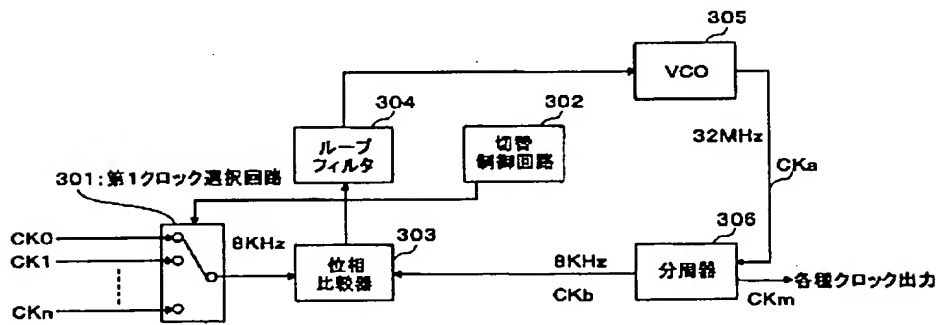 305
VCO
304
302
ループ
フィルタ
切替
制御回路
32MHz
CKa
301:第1クロック選択回路
CK0
CK1
CKn
8KHz
303
位相
比較器
8KHz
CKb
306
分周器
各種クロック出力
CKm